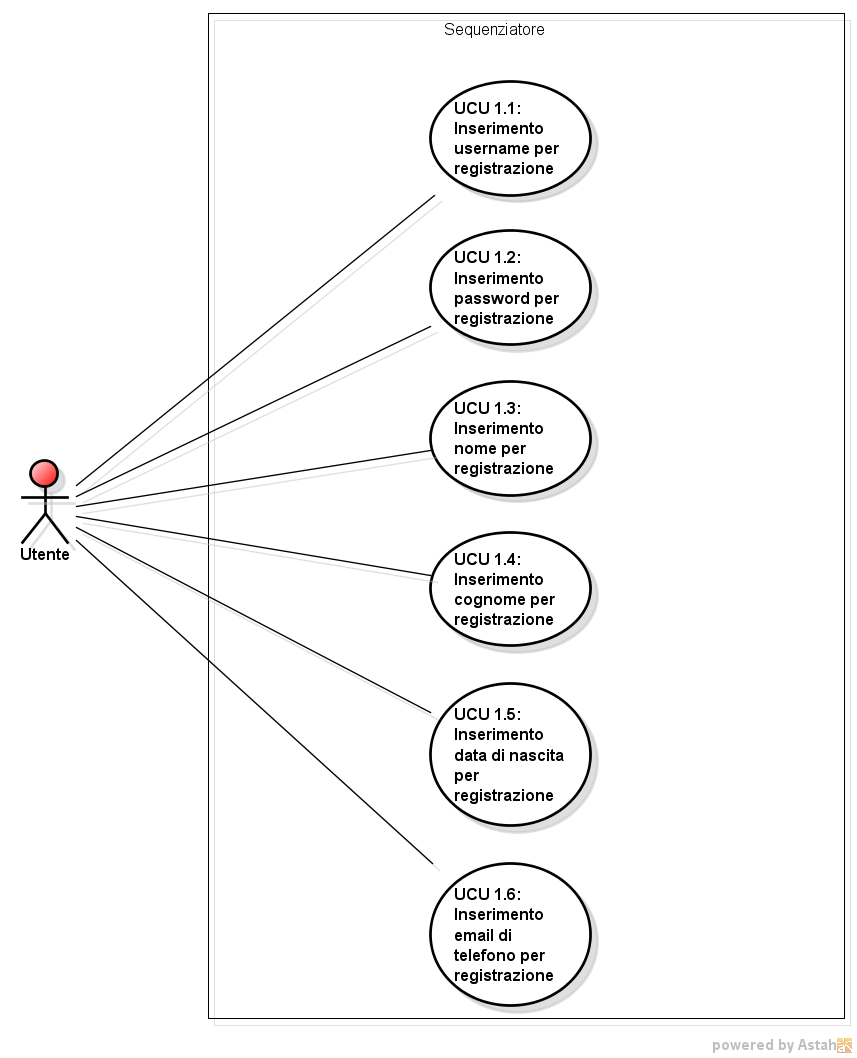 Sequenziatore
UCU 1.1:
Inserimento
username per
registrazione
UCU 1.2:
Inserimento
password per
registrazione
UCU 1.3:
Inserimento
nome per
registrazione
Utente
UCU 1.4:
Inserimento
cognome per
registrazione
UCU 1.5:
Inserimento
data di nascita
per
registrazione
UCU 1.6:
Inserimento
email di
telefono per
registrazione
powered by Astah